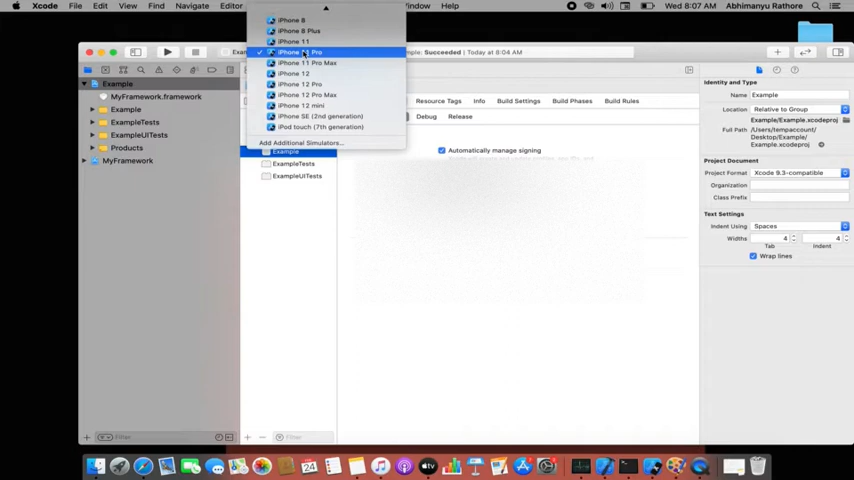 Xcode File Edit View Find Navigate Editor
Window Help
Wed 8:07 AM Abhimanyu Rathore
iPhone 8
iPhone 8 Plus
iPhone 11
iPhone 11 Pro
iPhone 11 Pro Max
iPhone 12
iPhone 12 Pro
iPhone 12 Pro Max
iPhone 12 mini
iPhone SE (2nd generation)
iPod touch (7th generation)
Add Additional Simulators...
Succeeded | Today at 8:04 AM
Example
MyFramework.framework
Example
ExampleTests
ExampleUITests
Products
MyFramework
Filter
Example
ExampleTests
ExampleUITests
Filter
Resource Tags Info Build Settings Build Phases Build Rules
Debug Release
Automatically manage signing
Identity and Type
Name Example
Location Relative to Group
Example/Example.xcodeproj
Full Path /Users/tempaccount/
Desktop/Example/
Example.xcodeproj
Project Document
Project Format Xcode 9.3-compatible
Organization
Class Prefix
Text Settings
Indent Using Spaces
Widths 4 4
Tab Indent
Wrap lines
24